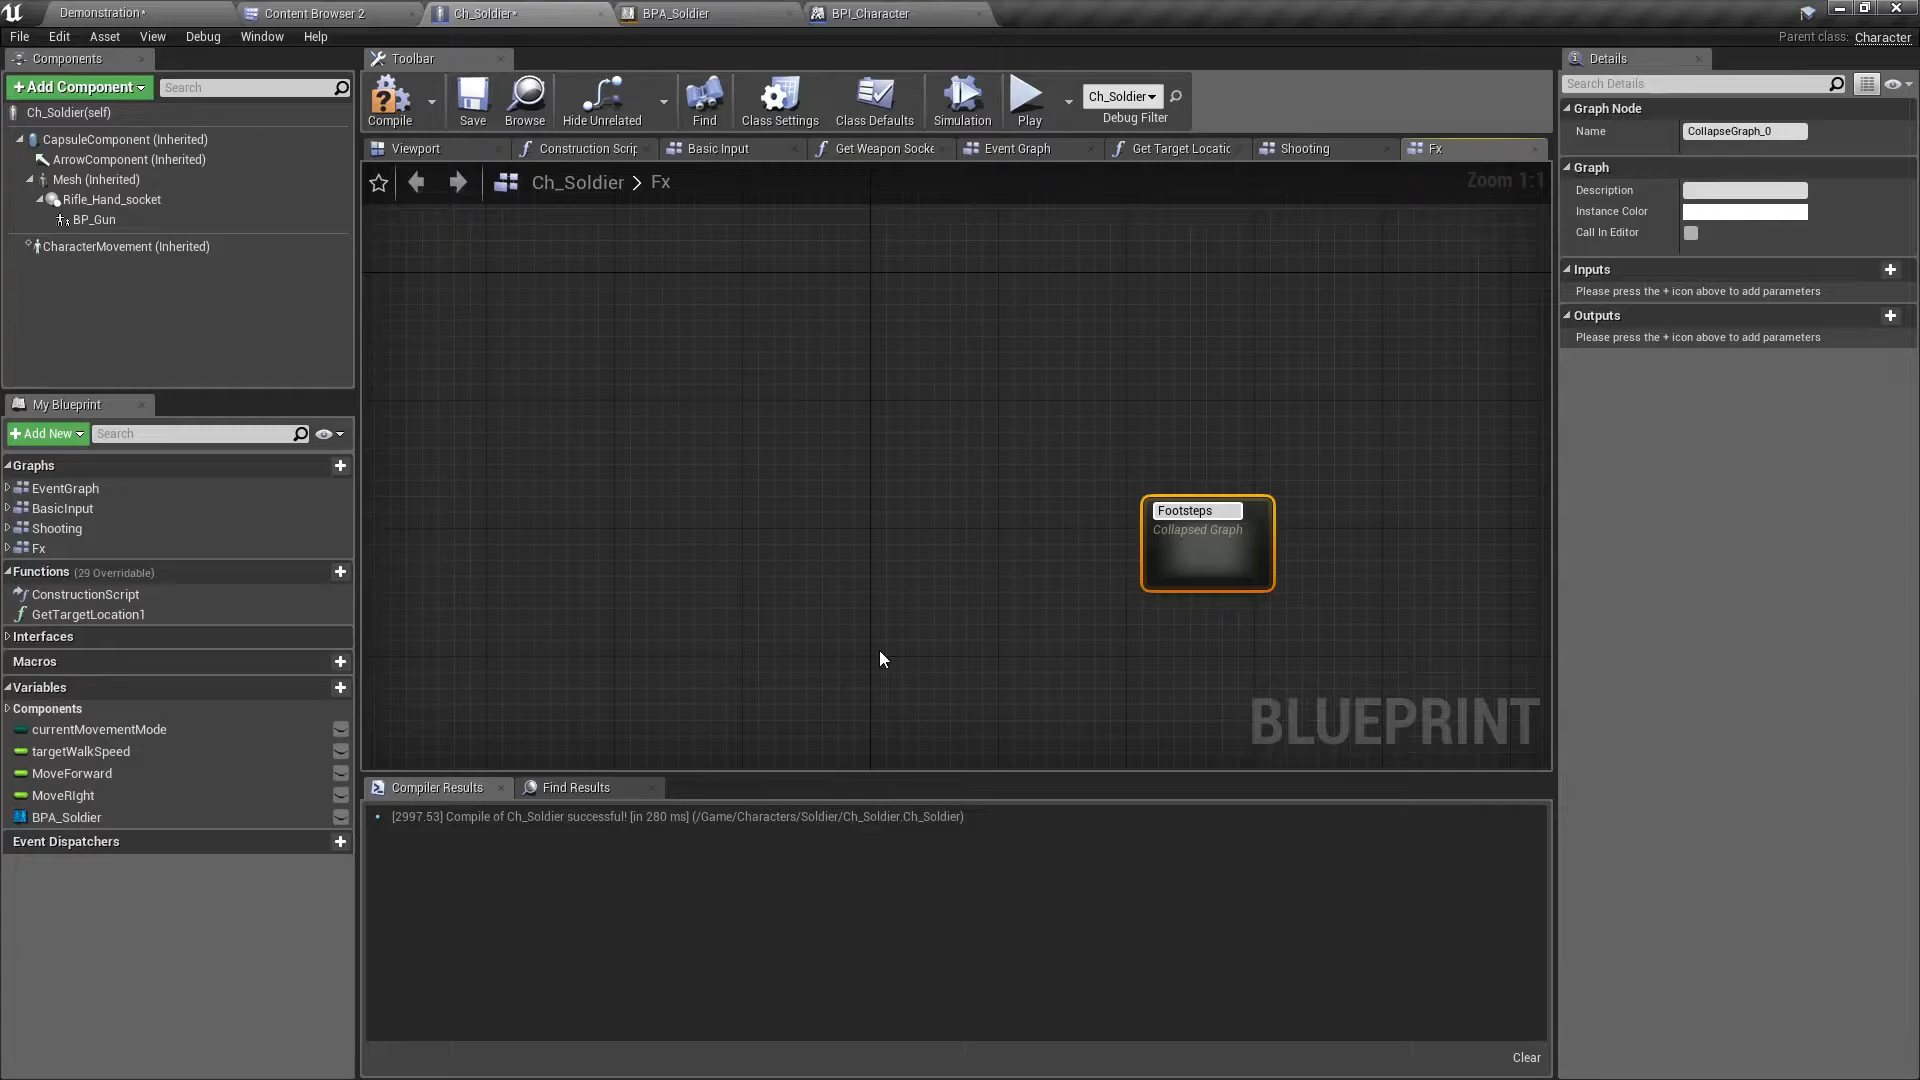 Demonstration*
Content Browser 2
Ch_Soldier*
BPA_Soldier
BPI_Character
File Edit Asset View Debug Window Help
Parent class: Character
Components
+Add Component
Search
Ch_Soldier(self)
CapsuleComponent (Inherited)
ArrowComponent (Inherited)
Mesh (Inherited)
Rifle_Hand_socket
BP_Gun
CharacterMovement (Inherited)
My Blueprint
+Add New
Search
Graphs
EventGraph
BasicInput
Shooting
Fx
Functions (29 Overridable)
ConstructionScript
GetTargetLocation1
Interfaces
Macros
Variables
Components
currentMovementMode
targetWalkSpeed
MoveForward
MoveRIght
BPA_Soldier
Event Dispatchers
Toolbar
Compile
Save
Browse
Hide Unrelated
Find
Class Settings
Class Defaults
Simulation
Play
Ch_Soldier
Debug Filter
Viewport
Construction Scrip
Basic Input
Get Weapon Socke
Event Graph
Get Target Locatic
Shooting
Fx
Ch_Soldier > Fx
Zoom 1:1
Footsteps
Collapsed Graph
BLUEPRINT
Compiler Results
Find Results
[2997.53] Compile of Ch_Soldier successful! [in 280 ms] (/Game/Characters/Soldier/Ch_Soldier.Ch_Soldier)
Clear
Details
Search Details
Graph Node
Name CollapseGraph_0
Graph
Description
Instance Color
Call In Editor
Inputs
Please press the + icon above to add parameters
Outputs
Please press the + icon above to add parameters